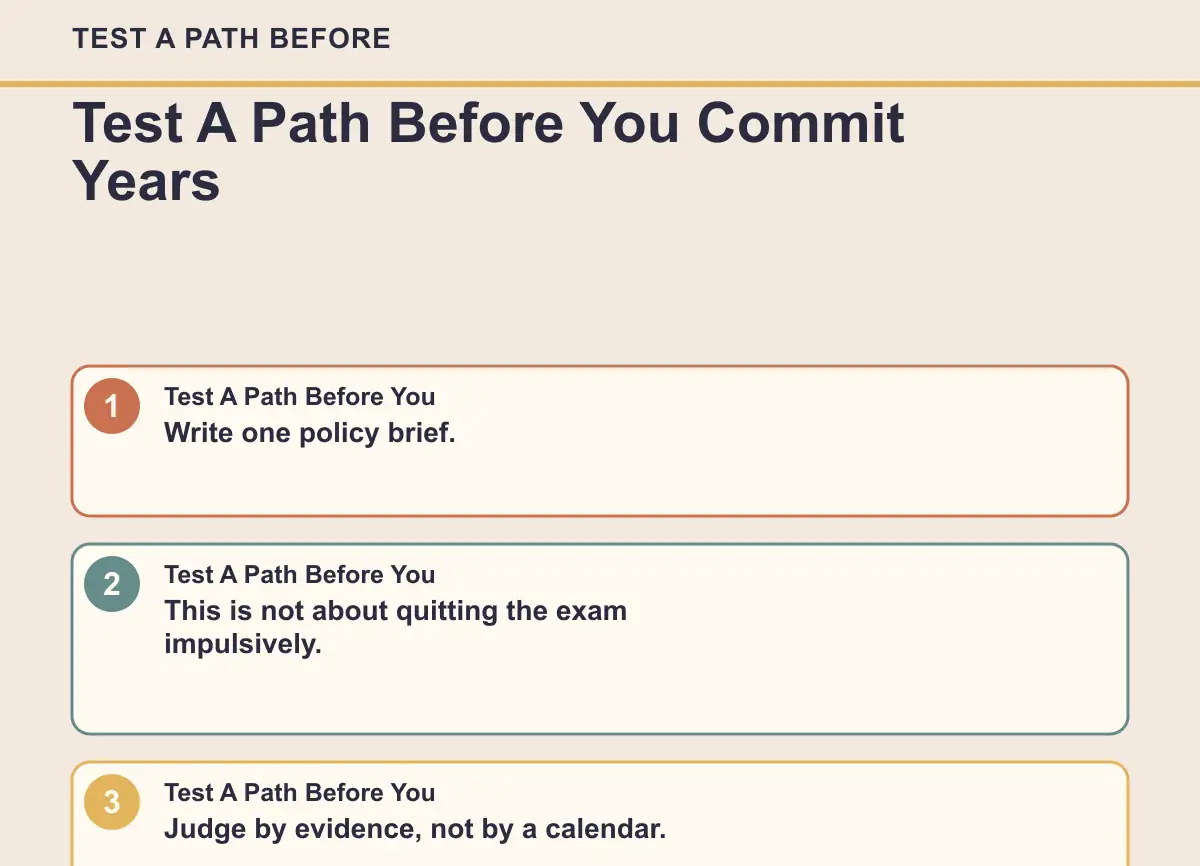 TEST A PATH BEFORE
Test A Path Before You Commit
Years
1
Test A Path Before You
Write one policy brief.
2
Test A Path Before You
This is not about quitting the exam
impulsively.
3
Test A Path Before You
Judge by evidence, not by a calendar.